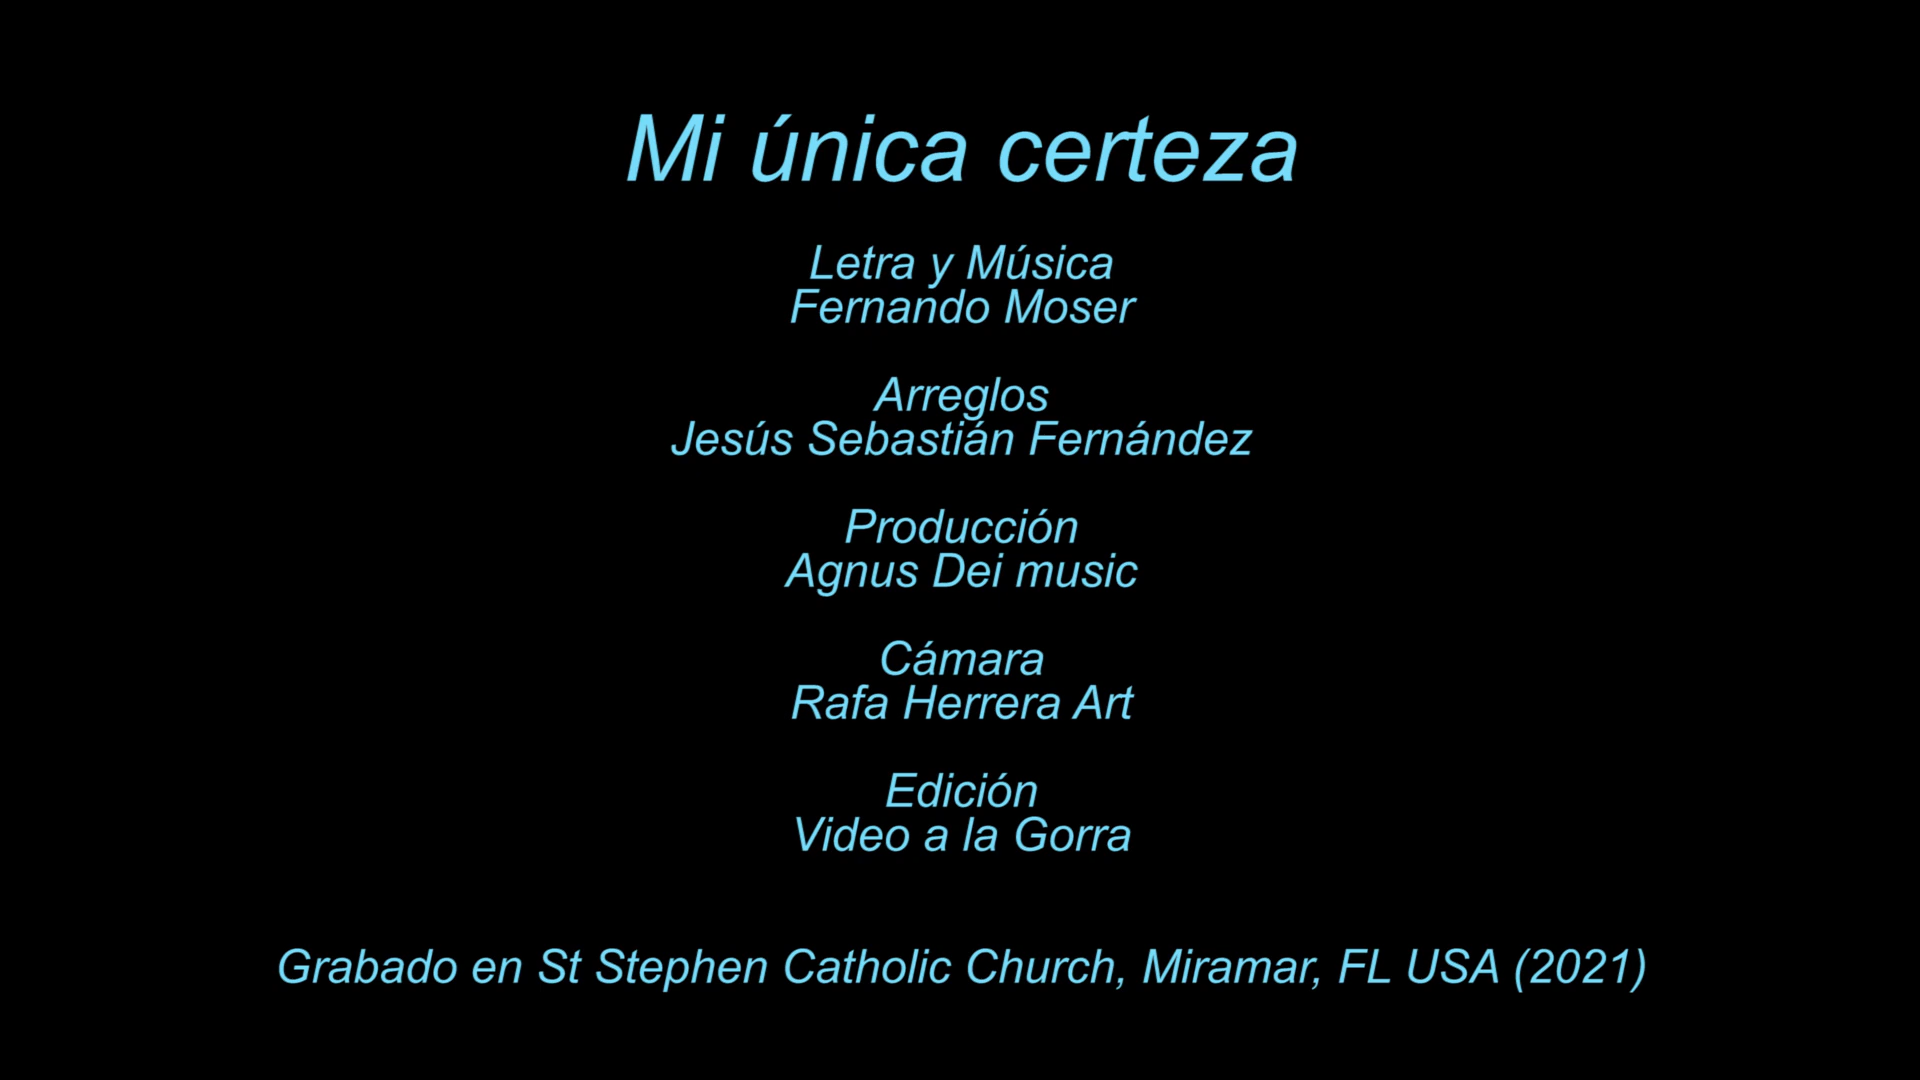 Mi única certeza
Letra y Música
Fernando Moser
Arreglos
Jesús Sebastián Fernández
Producción
Agnus Dei music
Cámara
Rafa Herrera Art
Edición
Video a la Gorra
Grabado en St Stephen Catholic Church, Miramar, FL USA (2021)